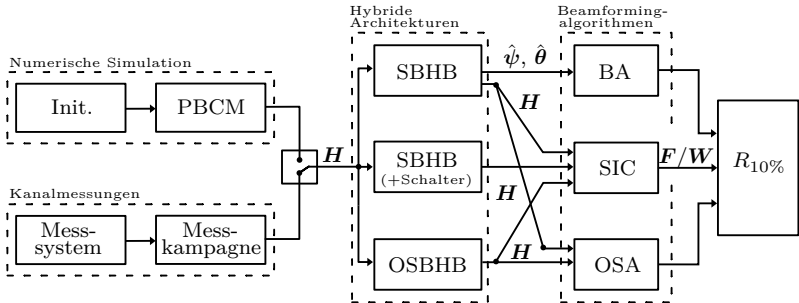 Hybride
Architekturen
Beamforming-
algorithmen
Numerische Simulation
Init.
PBCM
SBHB
ψ̂, θ̂
BA
H
H
SBHB
(+Schalter)
SIC
F/W
R10%
Kanalmessungen
Mess-
system
Mess-
kampagne
H
OSBHB
H
OSA